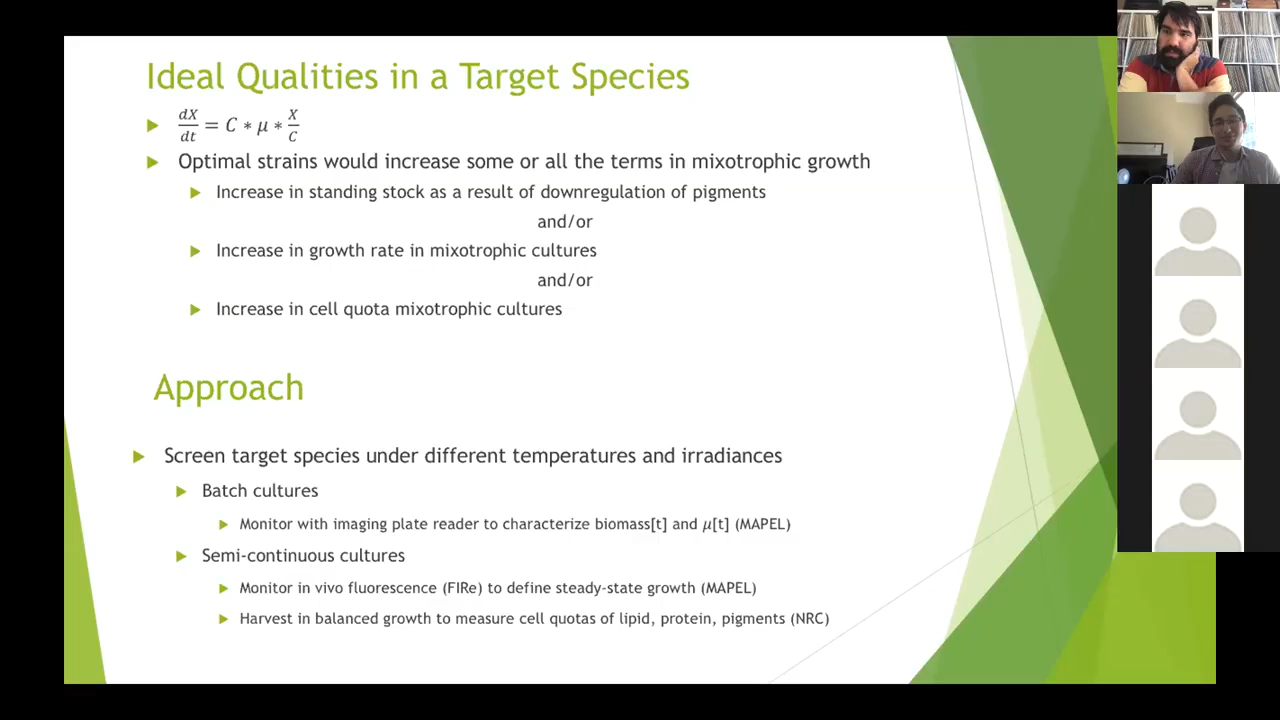 Ideal Qualities in a Target Species
dX/dt = C ∗ μ ∗ X/C
Optimal strains would increase some or all the terms in mixotrophic growth
Increase in standing stock as a result of downregulation of pigments
and/or
Increase in growth rate in mixotrophic cultures
and/or
Increase in cell quota mixotrophic cultures
Approach
Screen target species under different temperatures and irradiances
Batch cultures
Monitor with imaging plate reader to characterize biomass[t] and μ[t] (MAPEL)
Semi-continuous cultures
Monitor in vivo fluorescence (FIRe) to define steady-state growth (MAPEL)
Harvest in balanced growth to measure cell quotas of lipid, protein, pigments (NRC)